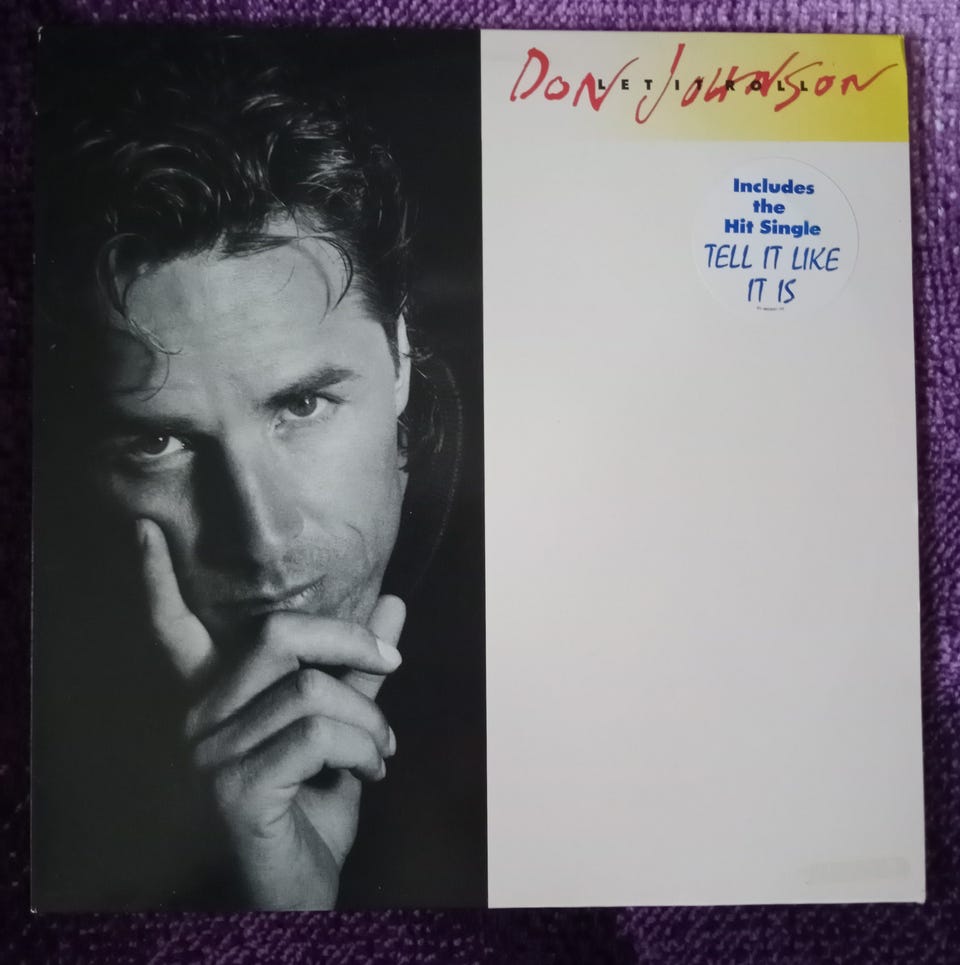 DON JOHNSON
LET IT ROLL
Includes
the
Hit Single
TELL IT LIKE
IT IS